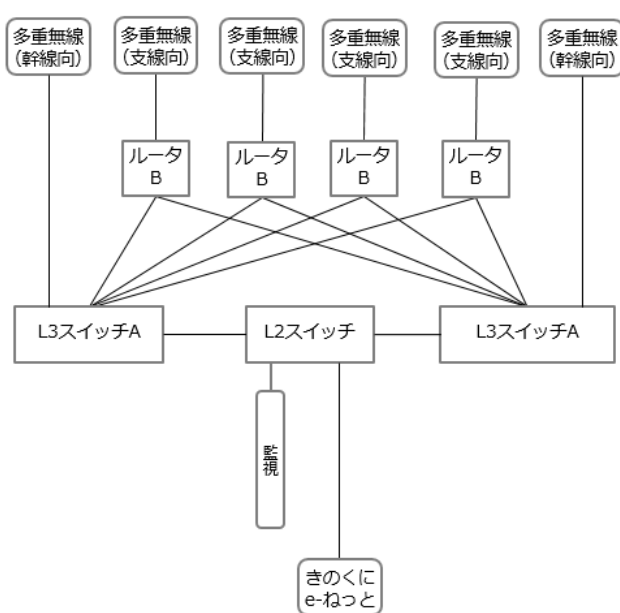 多重無線
(幹線向)
多重無線
(支線向)
多重無線
(支線向)
多重無線
(支線向)
多重無線
(支線向)
多重無線
(幹線向)
ルータ
B
ルータ
B
ルータ
B
ルータ
B
L3スイッチA
L2スイッチ
L3スイッチA
監視
きのくに
e-ねっと